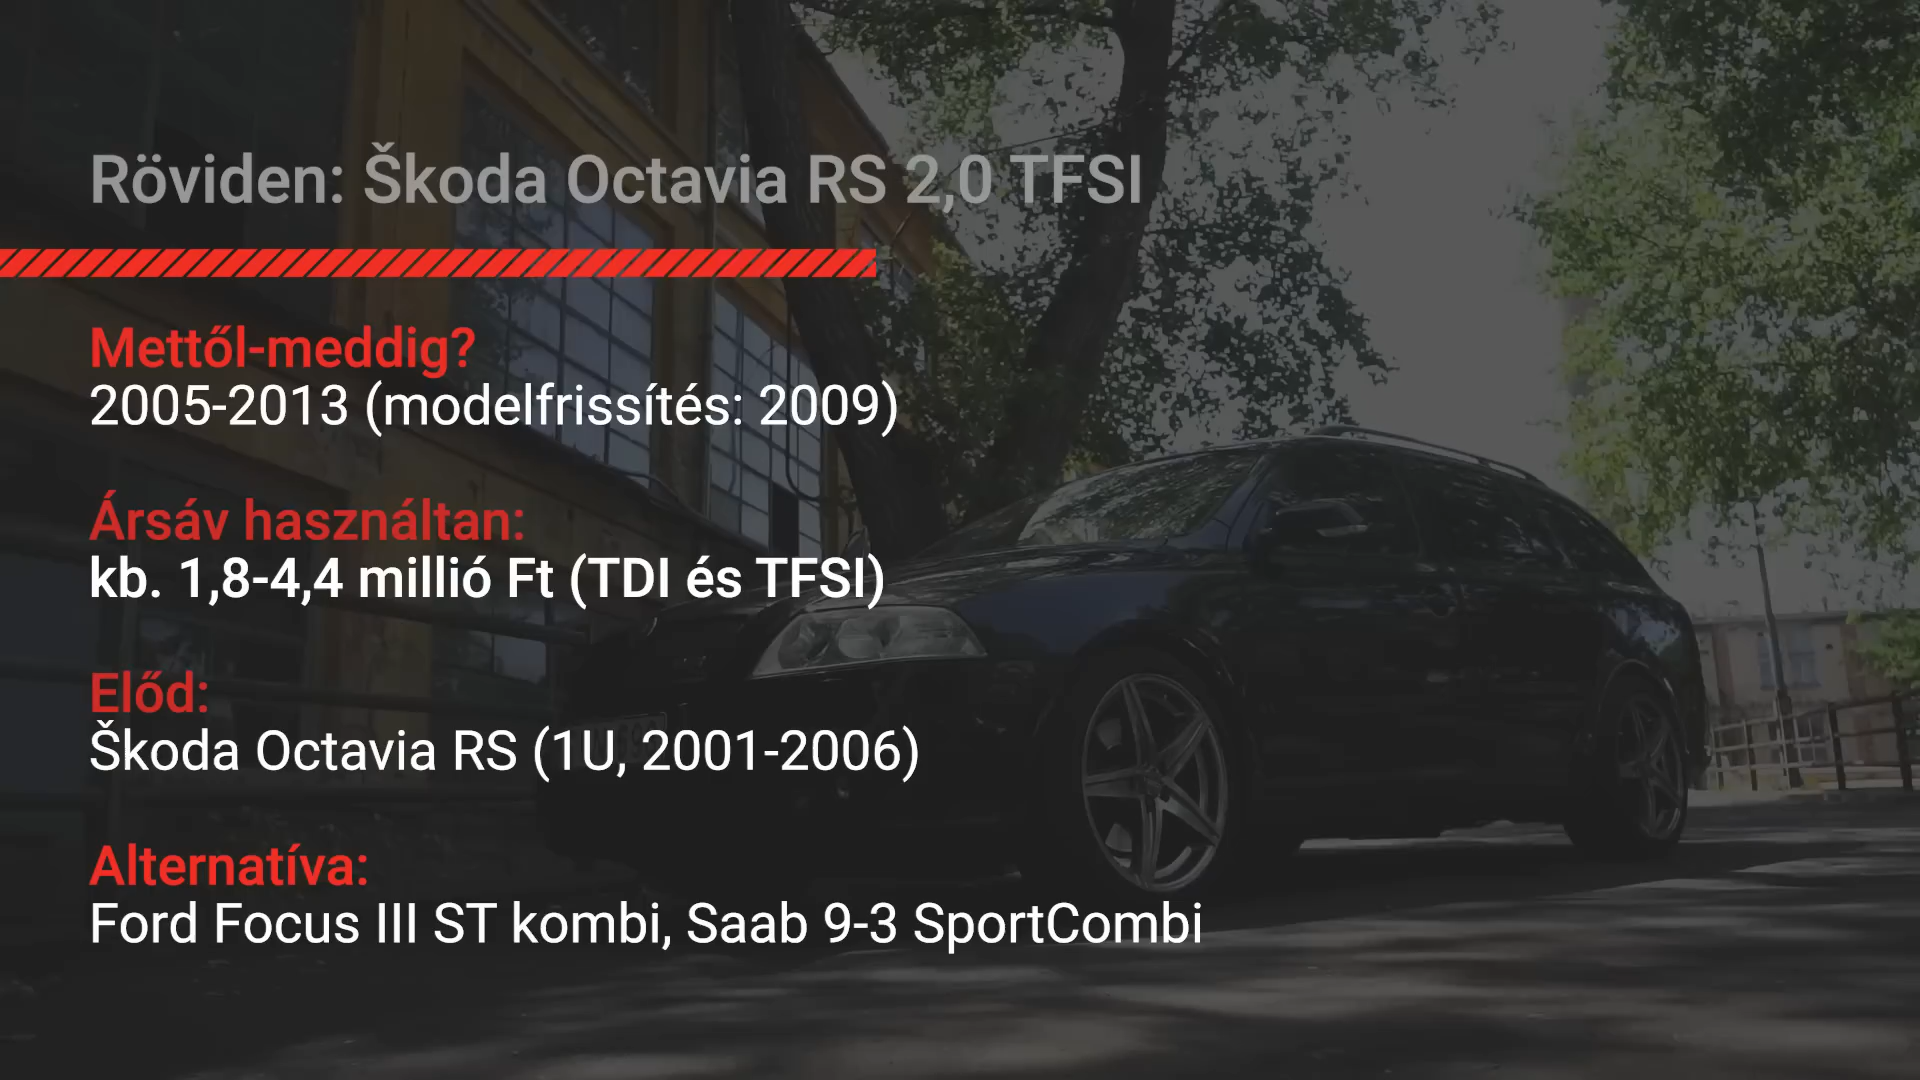 Röviden: Škoda Octavia RS 2,0 TFSI
Mettől-meddig?
2005-2013 (modelfrissítés: 2009)
Ársáv használtan:
kb. 1,8-4,4 millió Ft (TDI és TFSI)
Előd:
Škoda Octavia RS (1U, 2001-2006)
Alternatíva:
Ford Focus III ST kombi, Saab 9-3 SportCombi